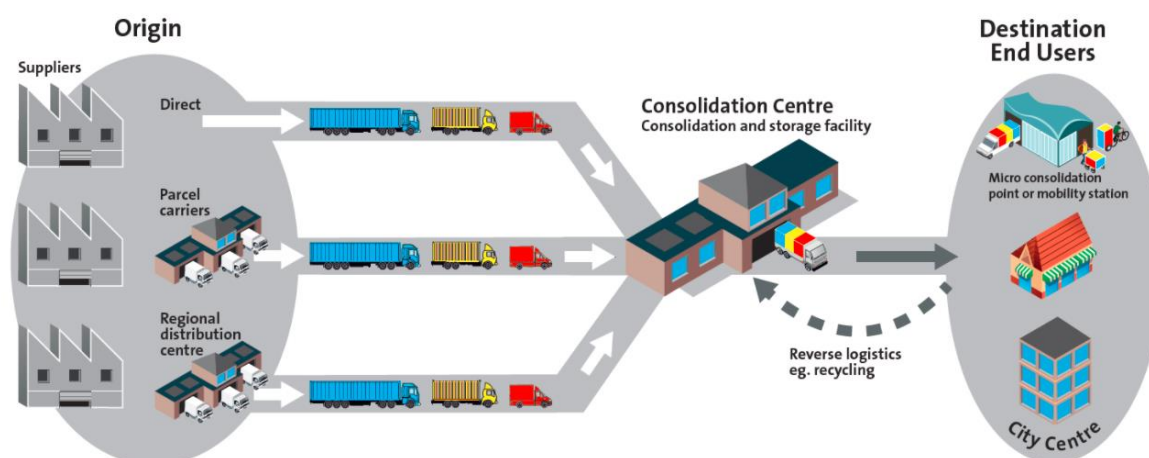 Origin
Suppliers
Direct
Parcel
carriers
Regional
distribution
centre
Consolidation Centre
Consolidation and storage facility
Reverse logistics
eg. recycling
Destination
End Users
Micro consolidation
point or mobility station
City Centre